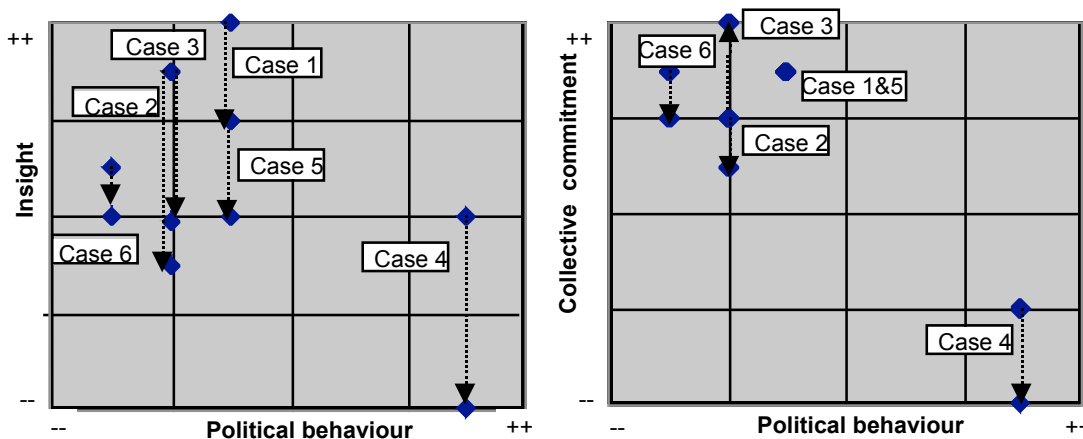 ++
Case 3
Case 1
Case 2
Insight
Case 5
Case 6
Case 4
--
--
Political behaviour
++
++
Case 3
Case 6
Case 1&5
Case 2
Collective commitment
Case 4
--
--
Political behaviour
++